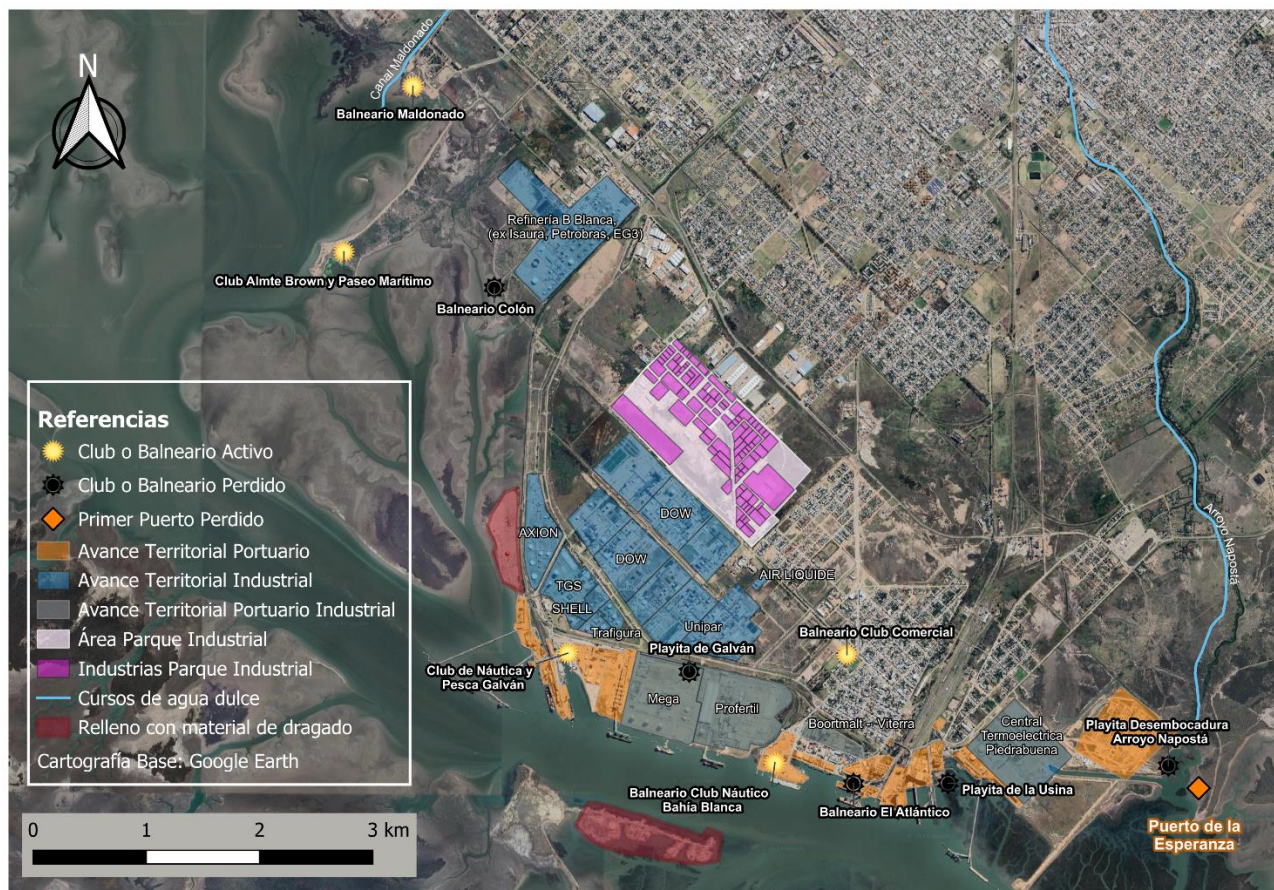 N
Canal Maldonado
Balneario Maldonado
Refinería B Blanca,
(ex Isaura, Petrobras, EG3)
Club Almte Brown y Paseo Marítimo
Balneario Colón
Referencias
Club o Balneario Activo
Club o Balneario Perdido
Primer Puerto Perdido
Avance Territorial Portuario
Avance Territorial Industrial
Avance Territorial Portuario Industrial
Área Parque Industrial
Industrias Parque Industrial
Cursos de agua dulce
Relleno con material de dragado
Cartografía Base: Google Earth
0 1 2 3 km
AXION
DOW
DOW
TGS
SHELL
AIR LIQUIDE
Trafigura
Unipar
Arroyo Napostá
Balneario Club Comercial
Playita de Galván
Club de Náutica y
Pesca Galván
Mega
Profertil
Boortmalt - Viterra
Central
Termoelectrica
Piedrabuena
Playita Desembocadura
Arroyo Napostá
Balneario Club Náutico
Bahía Blanca
Balneario El Atlántico
Playita de la Usina
Puerto de la
Esperanza